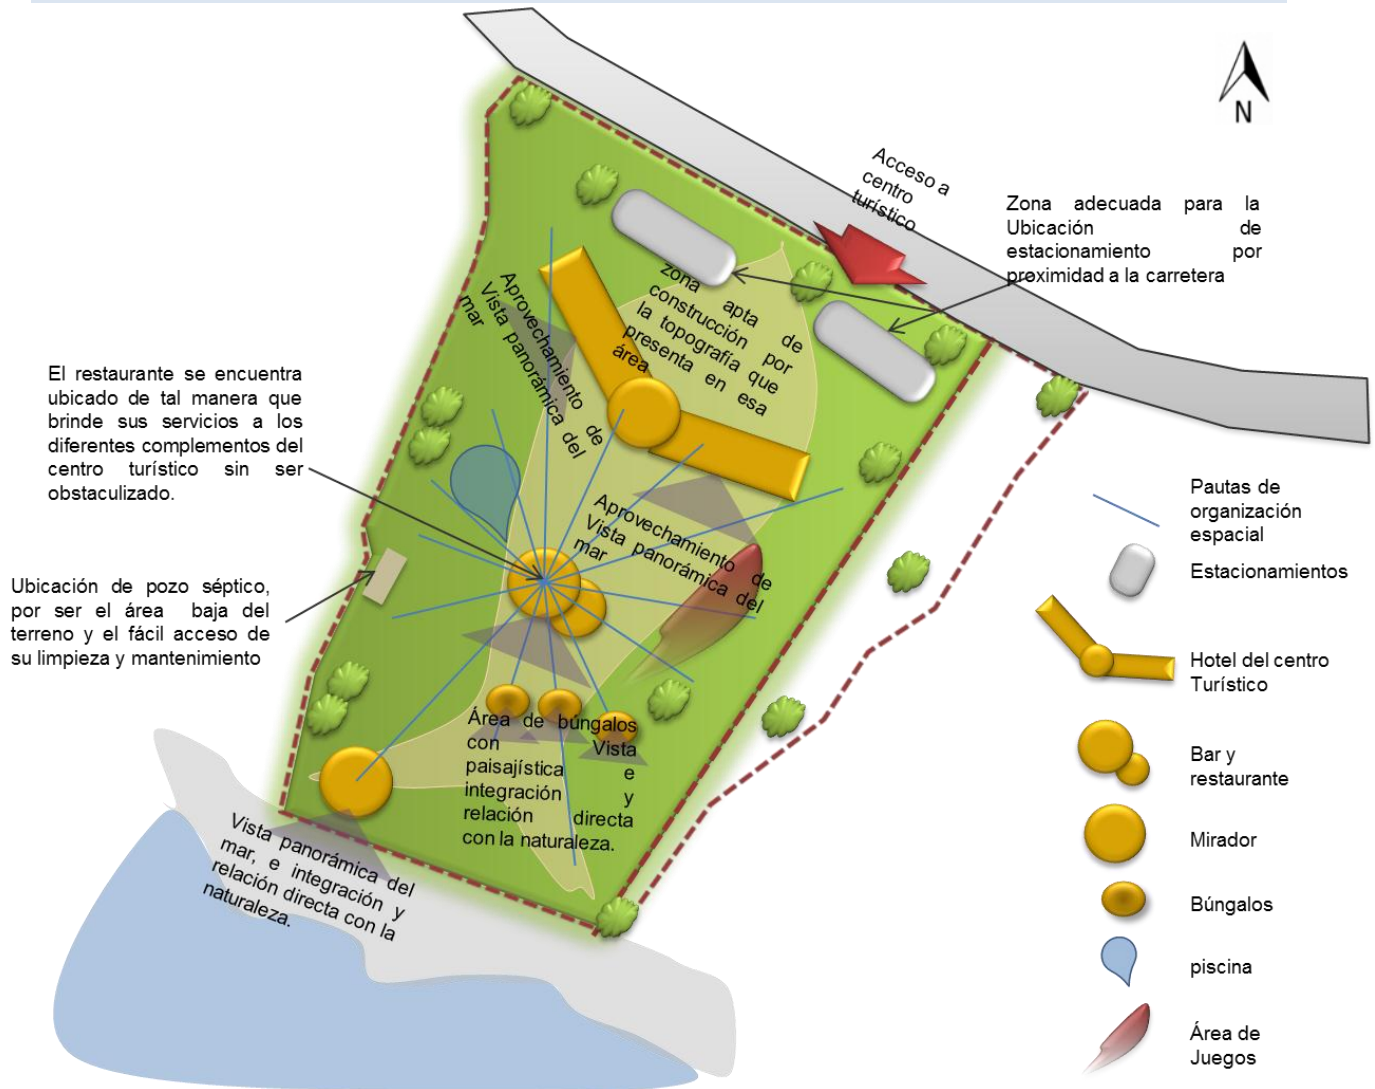 N
Acceso a
centro
turístico
Zona adecuada para la
Ubicación de
estacionamiento por
proximidad a la carretera
zona apta de
construcción por
la topografía que
presenta en esa
área
Aprovechamiento de
Vista panorámica del
mar
El restaurante se encuentra
ubicado de tal manera que
brinde sus servicios a los
diferentes complementos del
centro turístico sin ser
obstaculizado.
Aprovechamiento de
Vista panorámica del
mar
Ubicación de pozo séptico,
por ser el área baja del
terreno y el fácil acceso de
su limpieza y mantenimiento
Área de búngalos
con Vista
paisajística e
integración y
relación directa
con la naturaleza.
Vista panorámica del
mar, e integración y
relación directa con la
naturaleza.
Pautas de
organización
espacial
Estacionamientos
Hotel del centro
Turístico
Bar y
restaurante
Mirador
Búngalos
piscina
Área de
Juegos